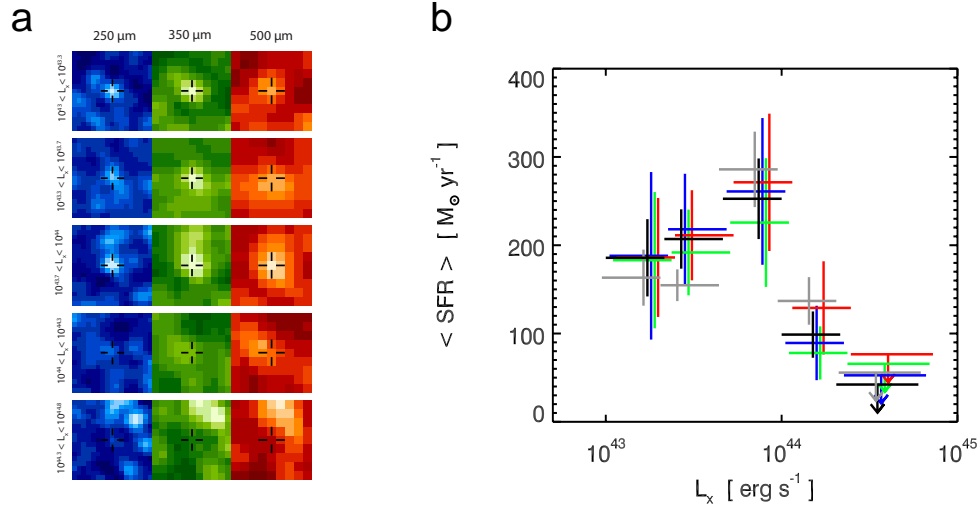 a
250 μm 350 μm 500 μm
10^43 < L_x < 10^43.3
10^43.3 < L_x < 10^43.7
10^43.7 < L_x < 10^44
10^44 < L_x < 10^44.3
10^44.3 < L_x < 10^44.8
b
< SFR > [ M_⊙ yr^-1 ]
400
300
200
100
0
10^43 10^44 10^45
L_x [ erg s^-1 ]